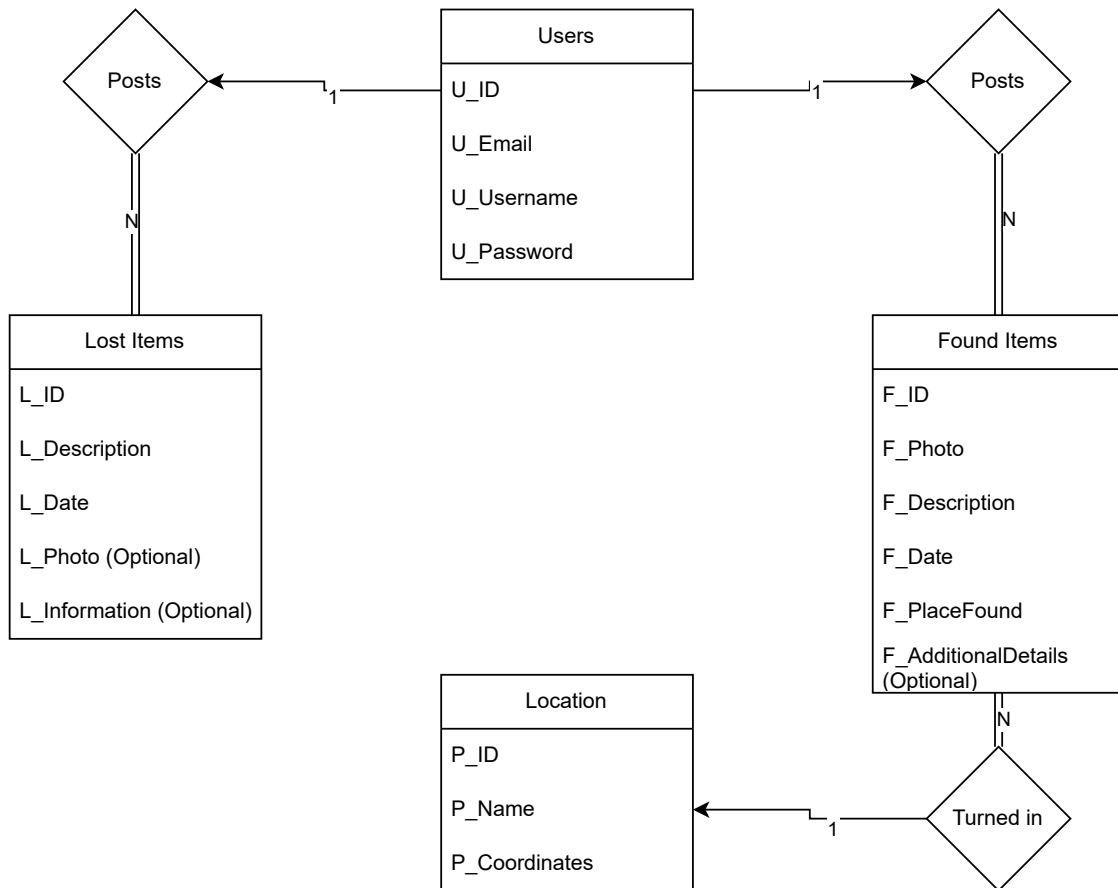 Posts
Users
Posts
1
1
U_ID
U_Email
U_Username
U_Password
N
N
Lost Items
L_ID
L_Description
L_Date
L_Photo (Optional)
L_Information (Optional)
Found Items
F_ID
F_Photo
F_Description
F_Date
F_PlaceFound
F_AdditionalDetails
(Optional)
N
Location
P_ID
P_Name
P_Coordinates
1
Turned in